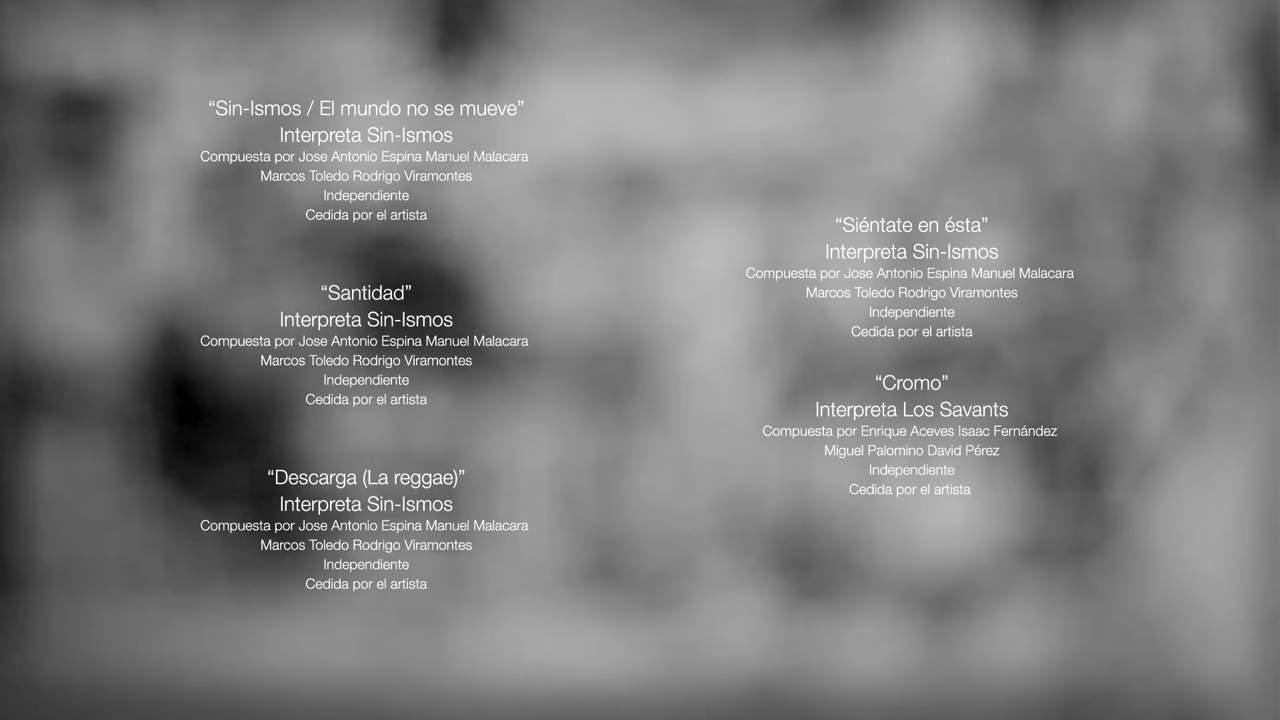 “Sin-Ismos / El mundo no se mueve”
Interpreta Sin-Ismos
Compuesta por Jose Antonio Espina Manuel Malacara
Marcos Toledo Rodrigo Viramontes
Independiente
Cedida por el artista
“Santidad”
Interpreta Sin-Ismos
Compuesta por Jose Antonio Espina Manuel Malacara
Marcos Toledo Rodrigo Viramontes
Independiente
Cedida por el artista
“Descarga (La reggae)”
Interpreta Sin-Ismos
Compuesta por Jose Antonio Espina Manuel Malacara
Marcos Toledo Rodrigo Viramontes
Independiente
Cedida por el artista
“Siéntate en ésta”
Interpreta Sin-Ismos
Compuesta por Jose Antonio Espina Manuel Malacara
Marcos Toledo Rodrigo Viramontes
Independiente
Cedida por el artista
“Cromo”
Interpreta Los Savants
Compuesta por Enrique Aceves Isaac Fernández
Miguel Palomino David Pérez
Independiente
Cedida por el artista